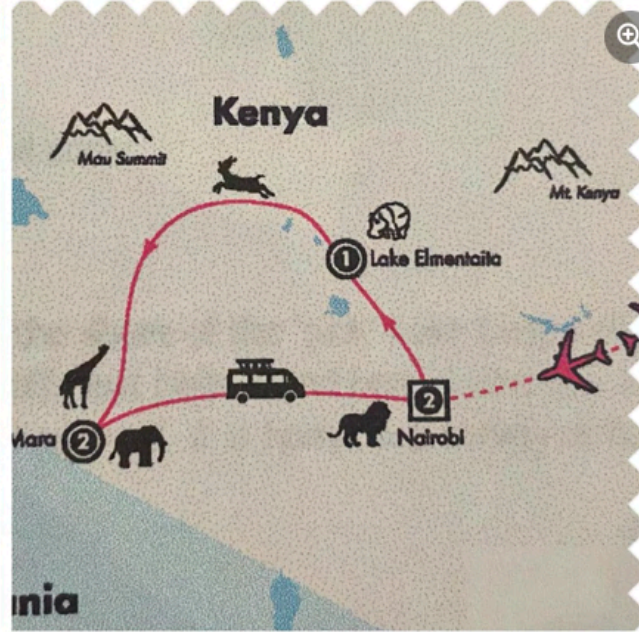 Kenya
Mau Summit
Mt. Kenya
1
Lake Elmentaita
2
Nairobi
Mara
2
nia